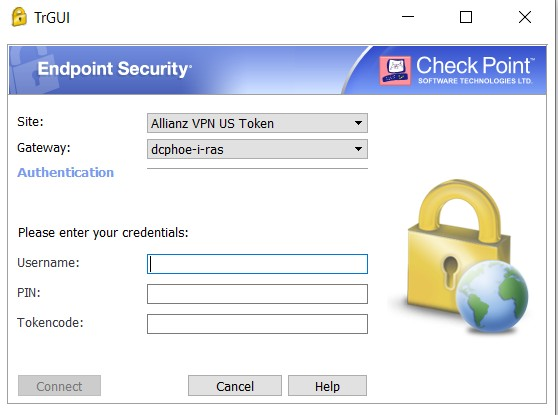 TrGUI
Endpoint Security
Check Point
SOFTWARE TECHNOLOGIES LTD.
Site: Allianz VPN US Token
Gateway: dcphoe-i-ras
Authentication
Please enter your credentials:
Username:
PIN:
Tokencode:
Connect Cancel Help